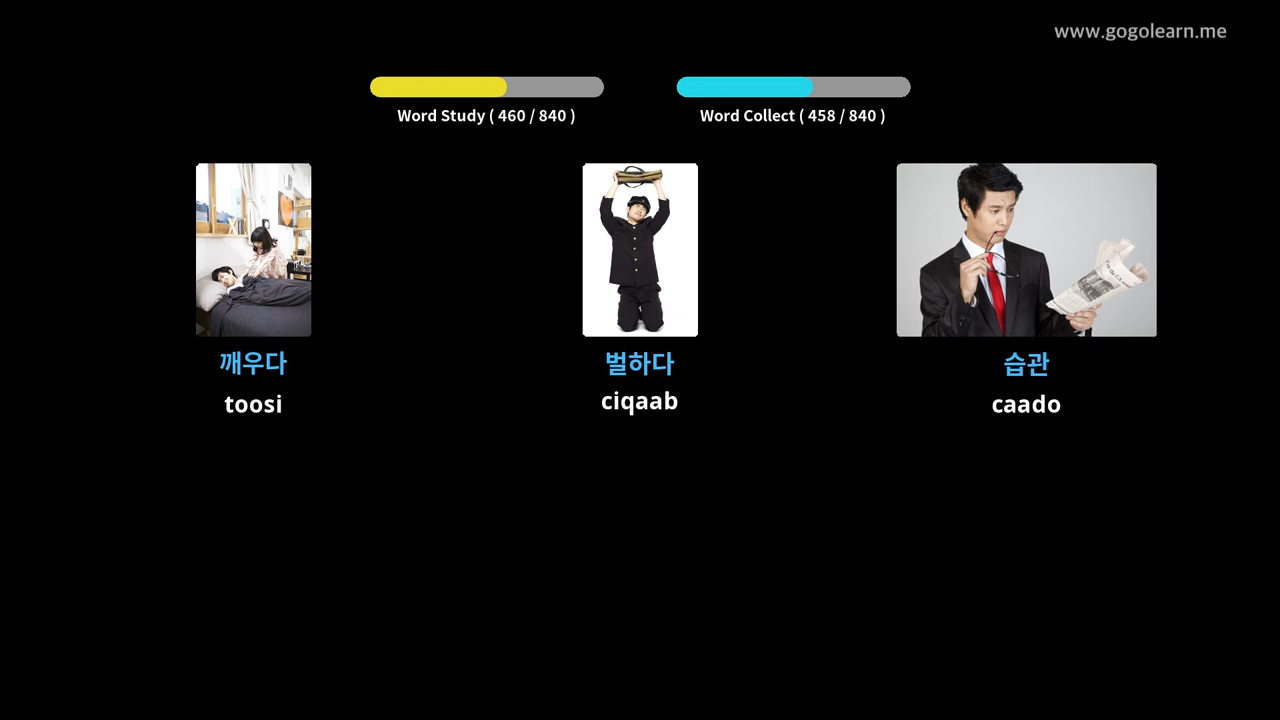 www.gogolearn.me
Word Study ( 460 / 840 )
Word Collect ( 458 / 840 )
깨우다
벌하다
습관
toosi
ciqaab
caado